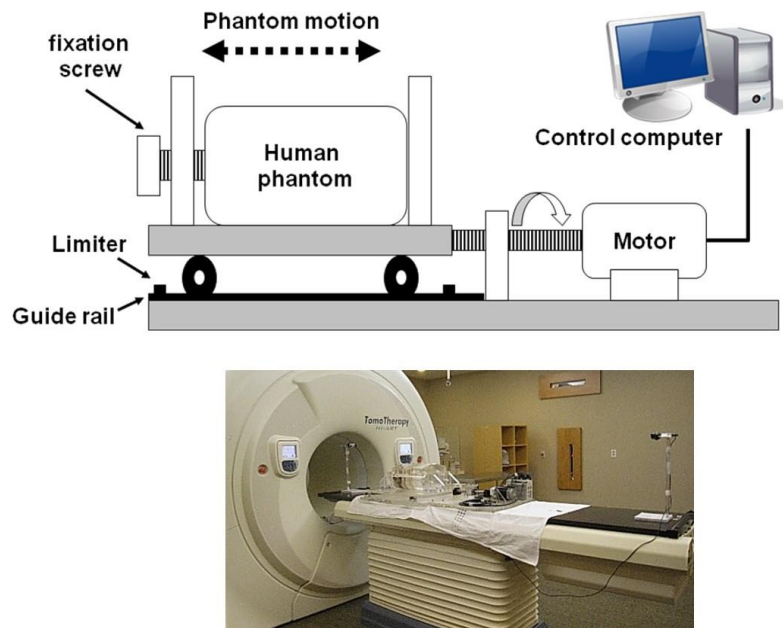 Phantom motion
fixation
screw
Human
phantom
Control computer
Motor
Limiter
Guide rail
TomoTherapy